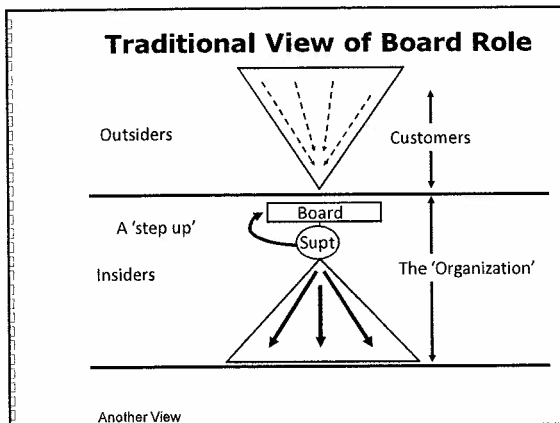 Traditional View of Board Role
Outsiders
Customers
Board
A 'step up'
Supt
Insiders
The 'Organization'
Another View